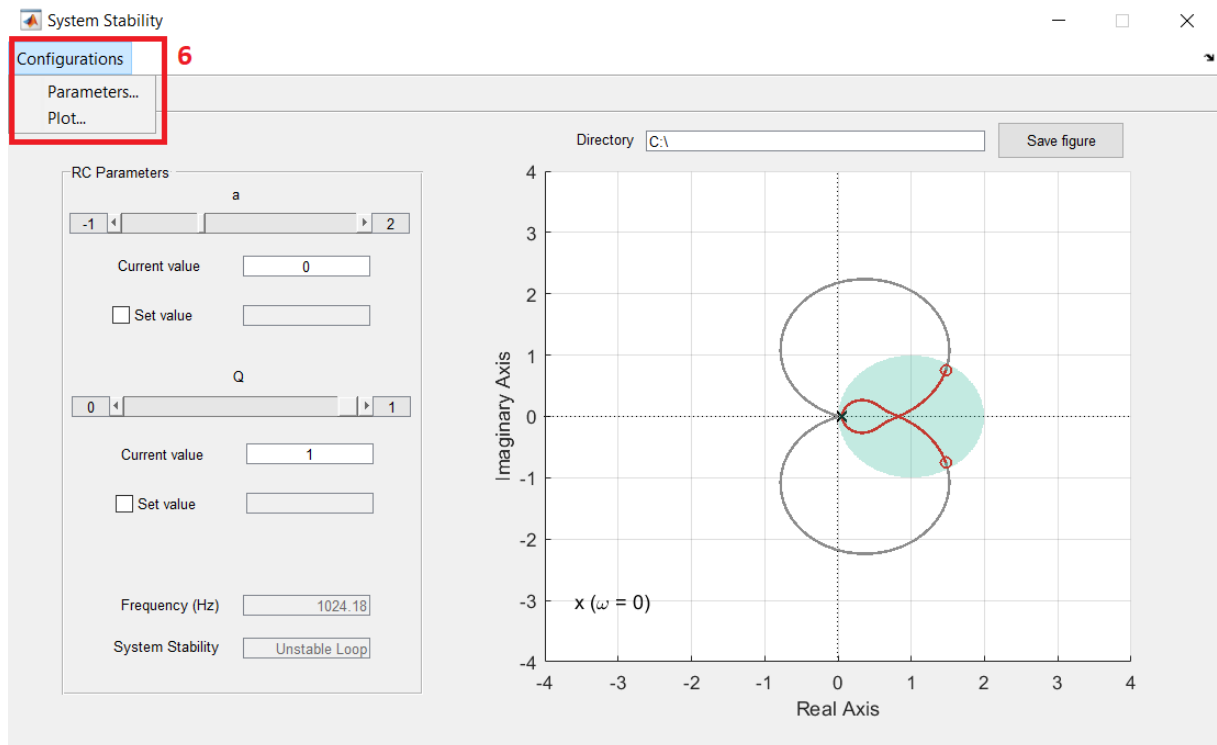 System Stability
Configurations 6
Parameters...
Plot...
Directory C:\ Save figure
RC Parameters
a
-1 2
Current value 0
Set value
Q
0 1
Current value 1
Set value
Frequency (Hz) 1024.18
System Stability Unstable Loop
4
3
2
1
0
-1
-2
-3
-4
Imaginary Axis
x (ω = 0)
-4 -3 -2 -1 0 1 2 3 4
Real Axis